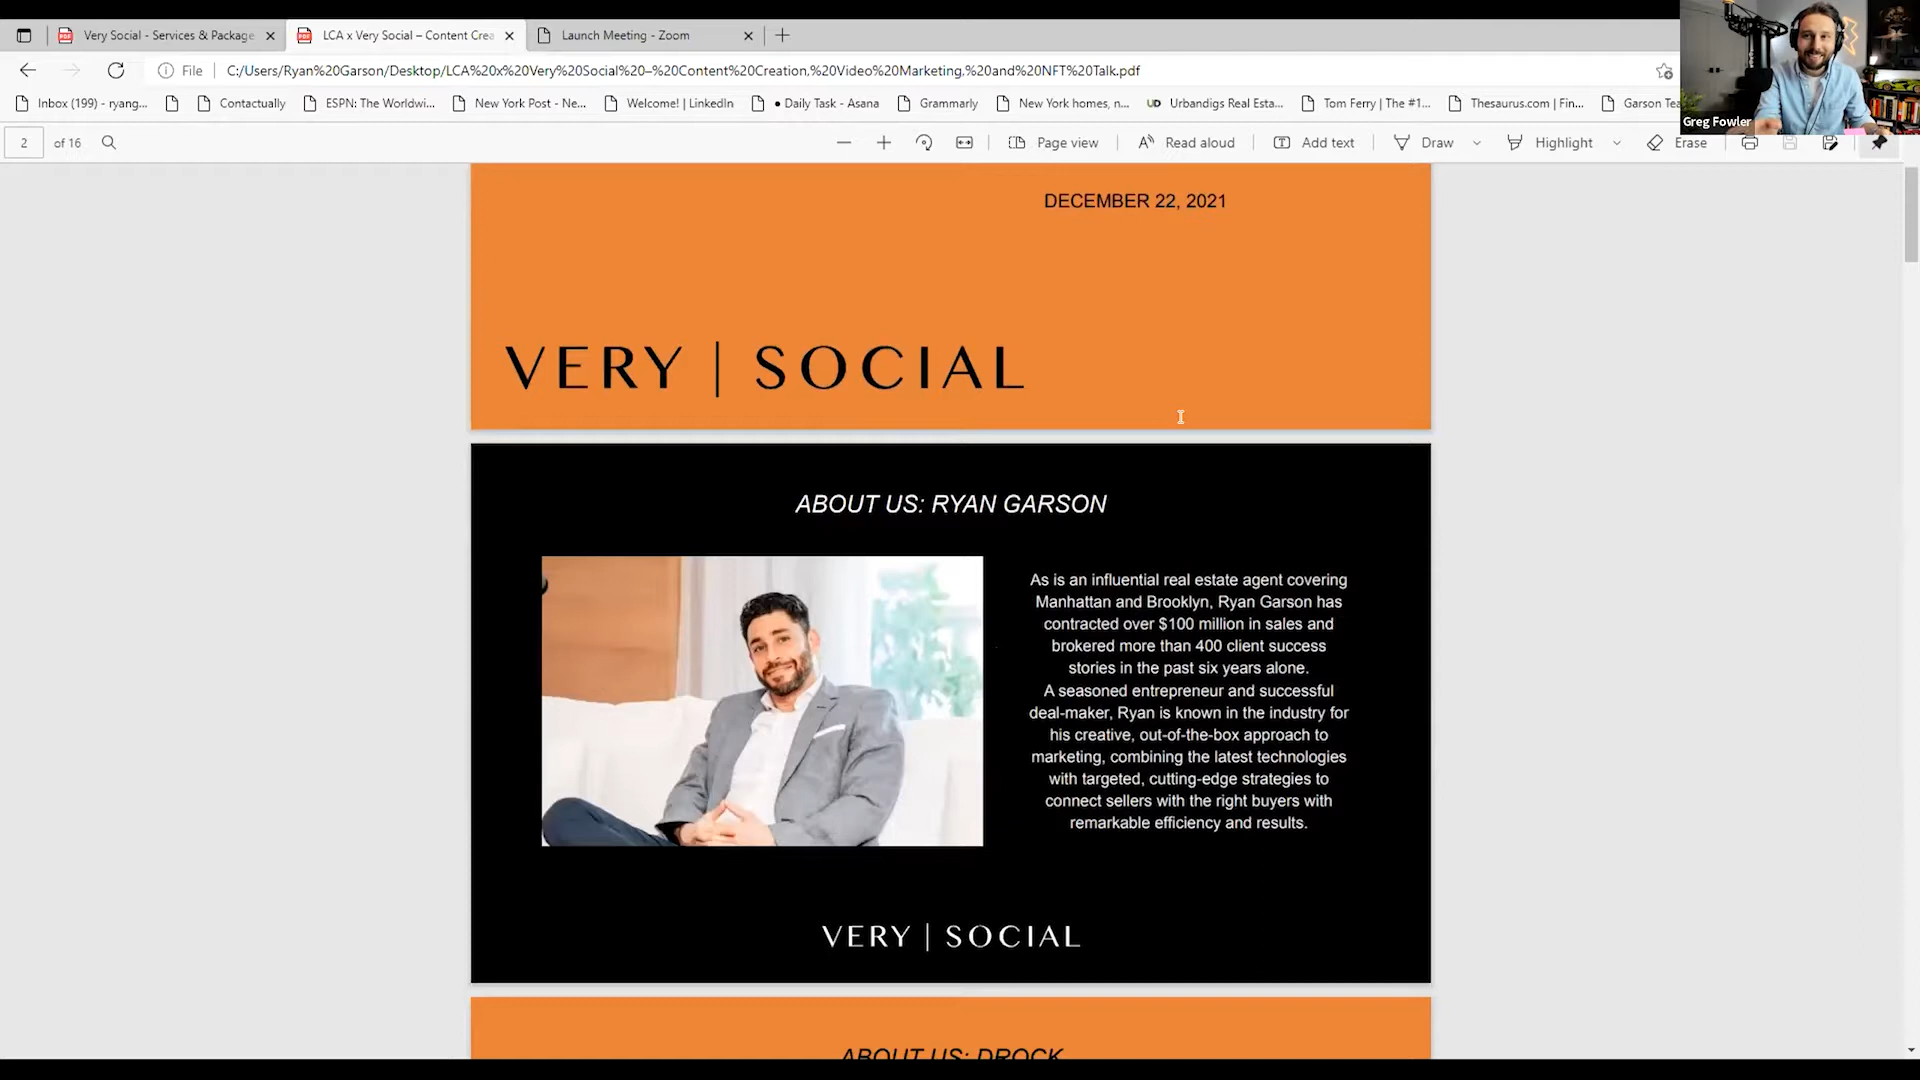 Very Social - Services & Package
LCA x Very Social – Content Crea
Launch Meeting - Zoom
File
C:/Users/Ryan%20Garson/Desktop/LCA%20x%20Very%20Social%20–%20Content%20Creation,%20Video%20Marketing,%20and%20NFT%20Talk.pdf
Inbox (199) - ryang...
Contactually
ESPN: The Worldwi...
New York Post - Ne...
Welcome! | LinkedIn
• Daily Task - Asana
Grammarly
New York homes, n...
UD Urbandigs Real Esta...
Tom Ferry | The #1...
Thesaurus.com | Fin...
Garson Tea
Greg Fowler
2 of 16
Page view
Read aloud
Add text
Draw
Highlight
Erase
DECEMBER 22, 2021
VERY | SOCIAL
ABOUT US: RYAN GARSON
As is an influential real estate agent covering
Manhattan and Brooklyn, Ryan Garson has
contracted over $100 million in sales and
brokered more than 400 client success
stories in the past six years alone.
A seasoned entrepreneur and successful
deal-maker, Ryan is known in the industry for
his creative, out-of-the-box approach to
marketing, combining the latest technologies
with targeted, cutting-edge strategies to
connect sellers with the right buyers with
remarkable efficiency and results.
VERY | SOCIAL
ABOUT US: DROCK